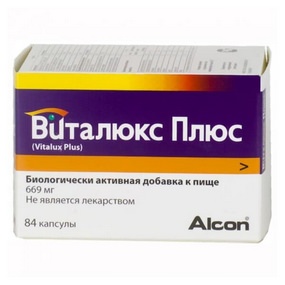 Виталюкс Плюс
(Vitalux Plus)
>
Биологически активная добавка к пище
669 мг
Не является лекарством
84 капсулы
Alcon®